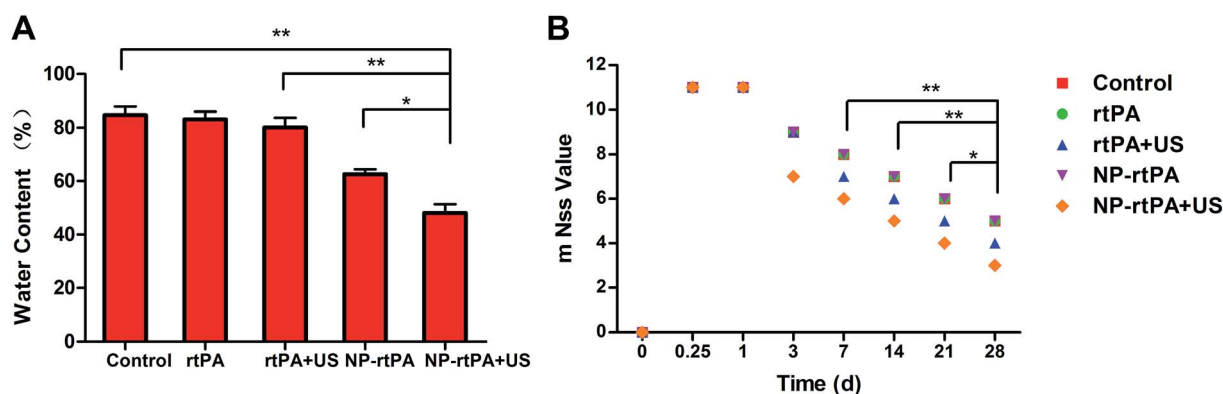 A
**
**
*
Water Content (%)
100
80
60
40
20
0
Control rtPA rtPA+US NP-rtPA NP-rtPA+US
B
**
**
*
m Nss Value
12
10
8
6
4
2
0
0 0.25 1 3 7 14 21 28
Time (d)
Control
rtPA
rtPA+US
NP-rtPA
NP-rtPA+US